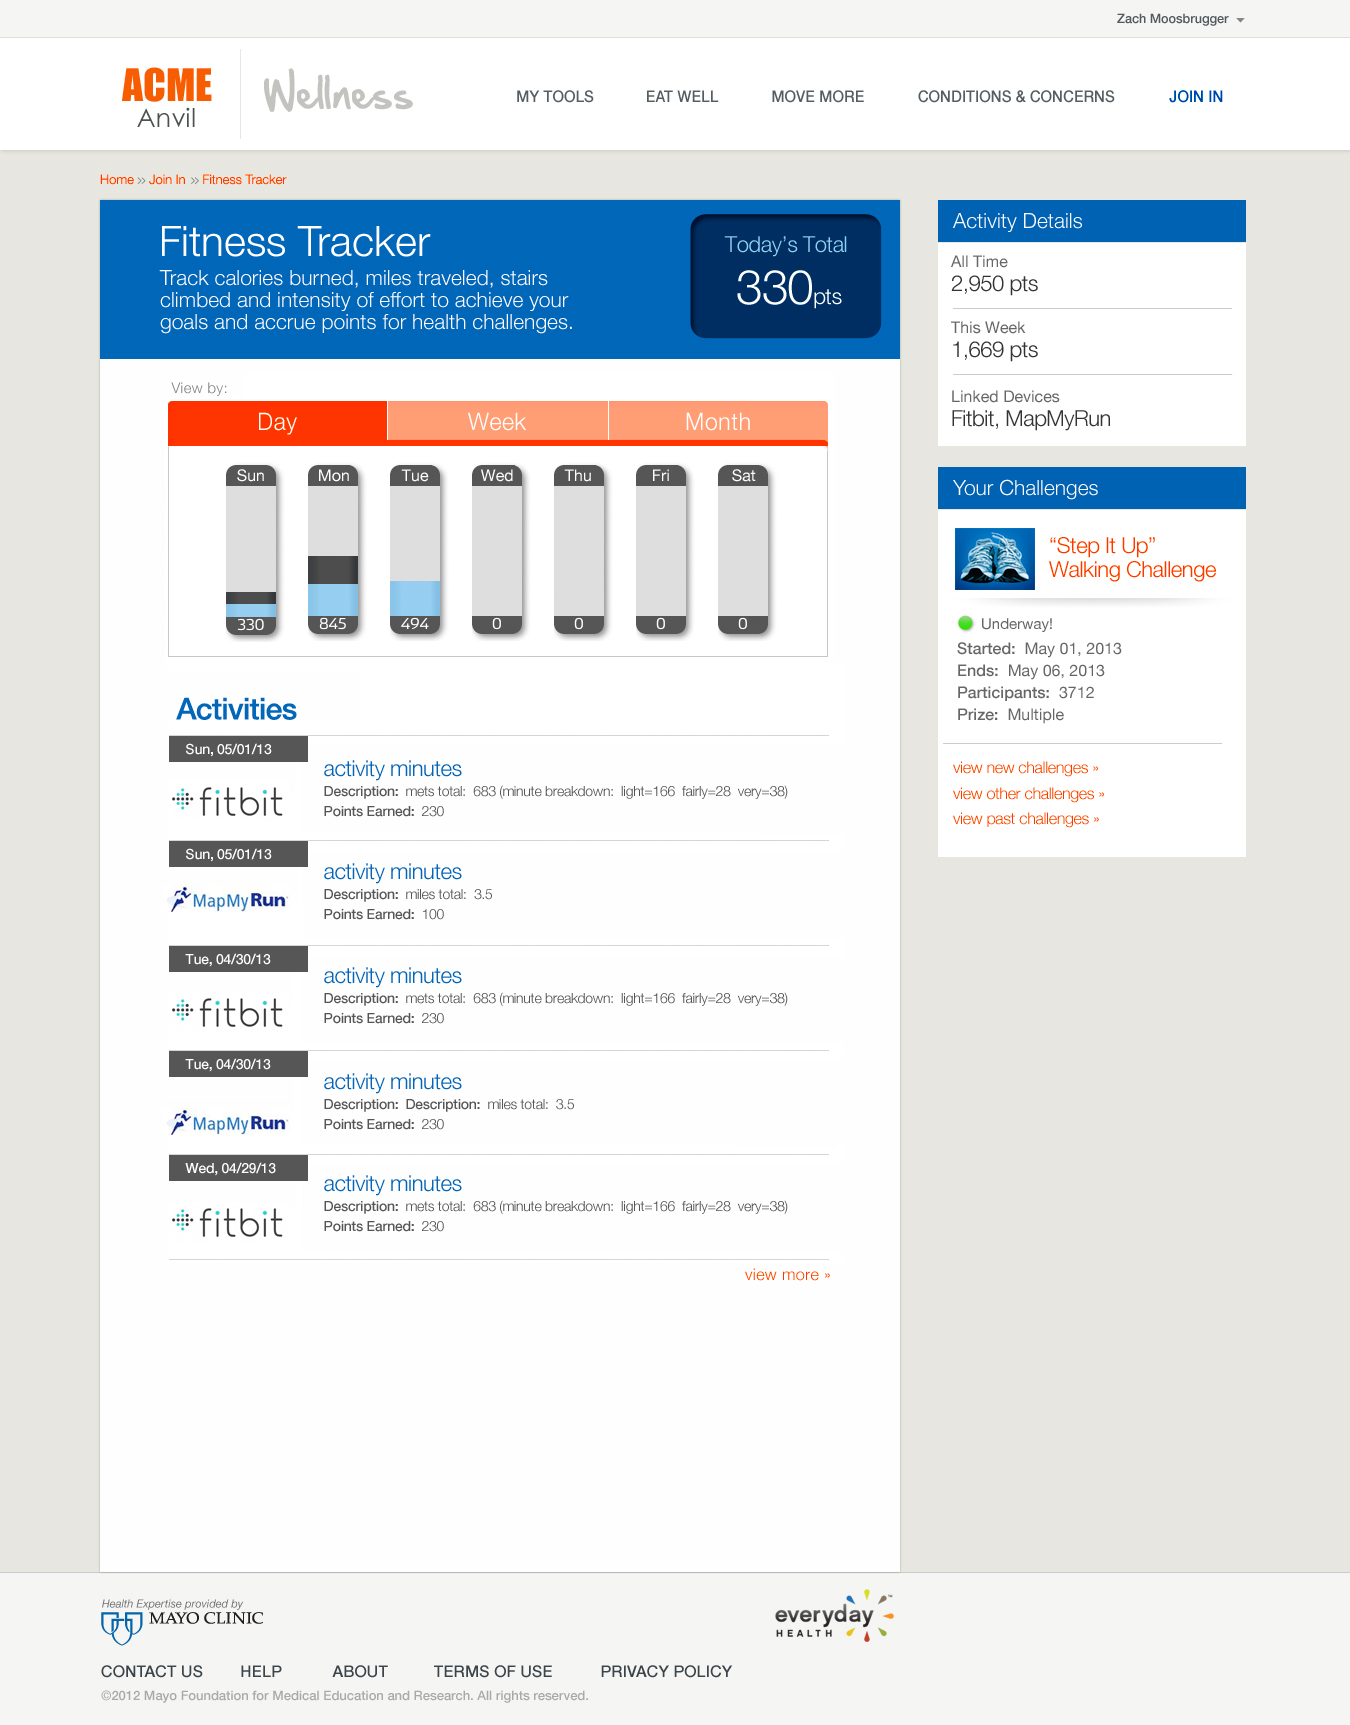 Zach Moosbrugger
ACME
Anvil
Wellness
MY TOOLS
EAT WELL
MOVE MORE
CONDITIONS & CONCERNS
JOIN IN
Home » Join In » Fitness Tracker
Fitness Tracker
Track calories burned, miles traveled, stairs
climbed and intensity of effort to achieve your
goals and accrue points for health challenges.
Today's Total
330pts
View by:
Day
Week
Month
Sun
Mon
Tue
Wed
Thu
Fri
Sat
330
845
494
0
0
0
0
Activities
Sun, 05/01/13
fitbit
activity minutes
Description: mets total: 683 (minute breakdown: light=166 fairly=28 very=38)
Points Earned: 230
Sun, 05/01/13
MapMyRun
activity minutes
Description: miles total: 3.5
Points Earned: 100
Tue, 04/30/13
fitbit
activity minutes
Description: mets total: 683 (minute breakdown: light=166 fairly=28 very=38)
Points Earned: 230
Tue, 04/30/13
MapMyRun
activity minutes
Description: Description: miles total: 3.5
Points Earned: 230
Wed, 04/29/13
fitbit
activity minutes
Description: mets total: 683 (minute breakdown: light=166 fairly=28 very=38)
Points Earned: 230
view more »
Activity Details
All Time
2,950 pts
This Week
1,669 pts
Linked Devices
Fitbit, MapMyRun
Your Challenges
“Step It Up”
Walking Challenge
Underway!
Started: May 01, 2013
Ends: May 06, 2013
Participants: 3712
Prize: Multiple
view new challenges »
view other challenges »
view past challenges »
Health Expertise provided by
MAYO CLINIC
everyday
HEALTH
CONTACT US
HELP
ABOUT
TERMS OF USE
PRIVACY POLICY
©2012 Mayo Foundation for Medical Education and Research. All rights reserved.